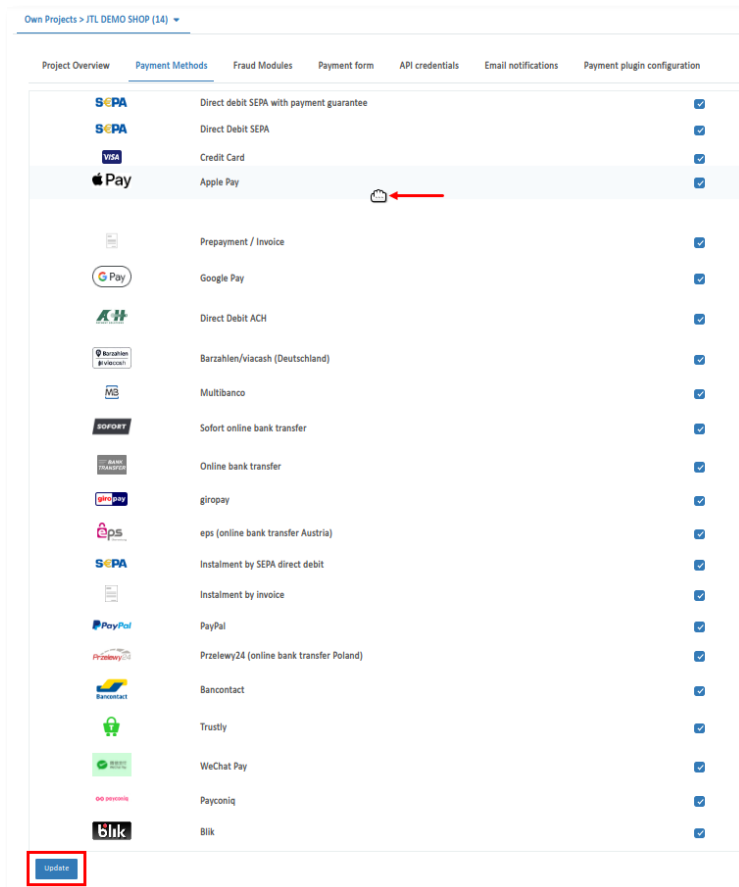 Own Projects > JTL DEMO SHOP (14)
Project Overview Payment Methods Fraud Modules Payment form API credentials Email notifications Payment plugin configuration
SEPA Direct debit SEPA with payment guarantee
SEPA Direct Debit SEPA
VISA Credit Card
Pay Apple Pay
Prepayment / Invoice
G Pay Google Pay
ACH Direct Debit ACH
Barzahlen
viacash
Barzahlen/viacash (Deutschland)
MB Multibanco
SOFORT Sofort online bank transfer
BANK
TRANSFER
Online bank transfer
giropay giropay
eps eps (online bank transfer Austria)
SEPA Instalment by SEPA direct debit
Instalment by invoice
PayPal PayPal
Przelewy24 Przelewy24 (online bank transfer Poland)
Bancontact Bancontact
Trustly
WeChat Pay
payconiq Payconiq
blik Blik
Update